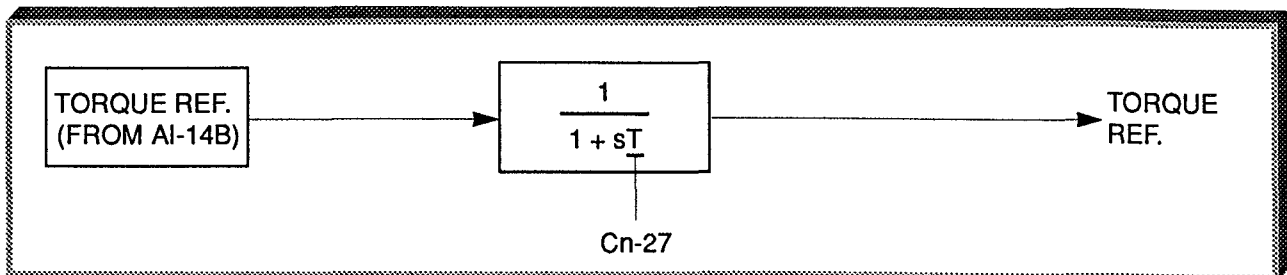 TORQUE REF.
(FROM AI-14B)
1
1 + sT
TORQUE
REF.
Cn-27